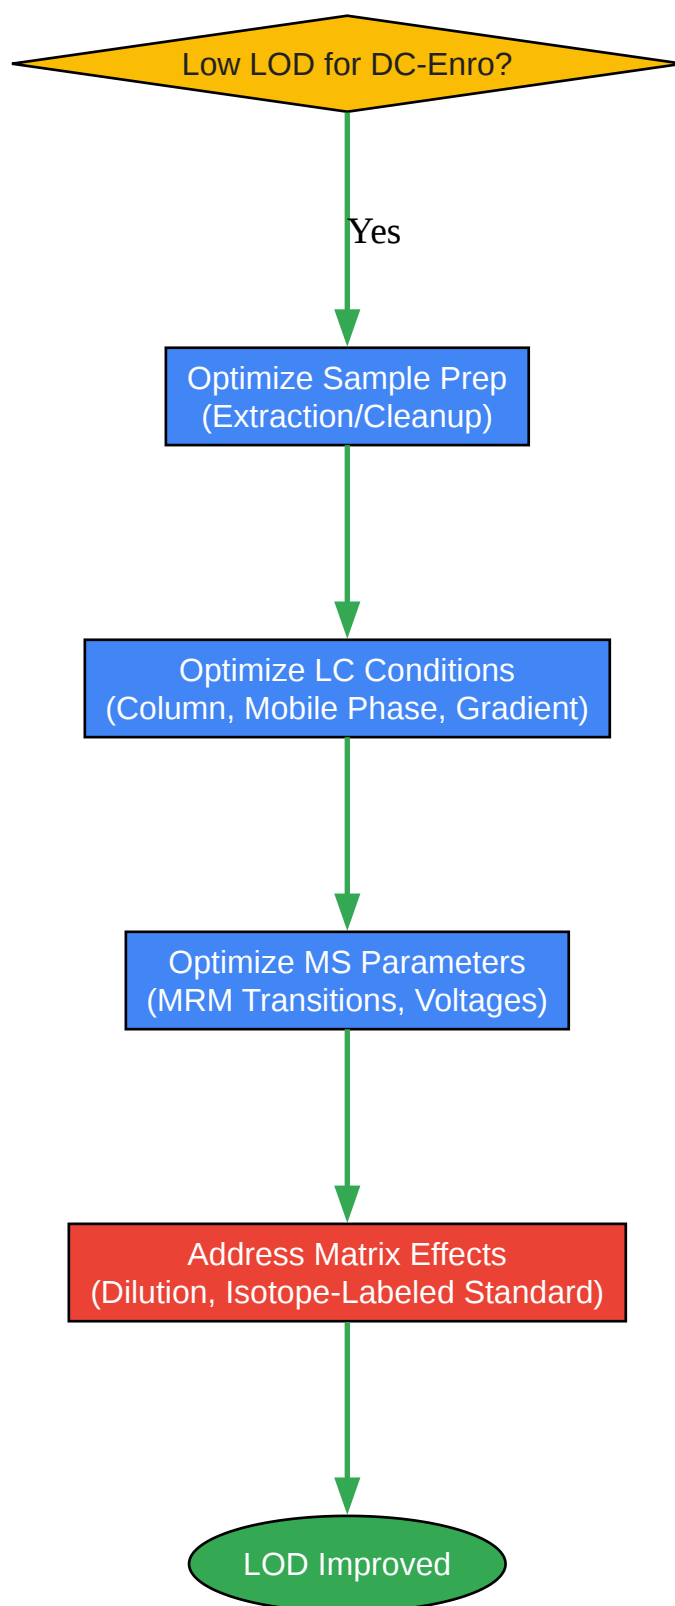 Low LOD for DC-Enro?
Yes
Optimize Sample Prep
(Extraction/Cleanup)
Optimize LC Conditions
(Column, Mobile Phase, Gradient)
Optimize MS Parameters
(MRM Transitions, Voltages)
Address Matrix Effects
(Dilution, Isotope-Labeled Standard)
LOD Improved